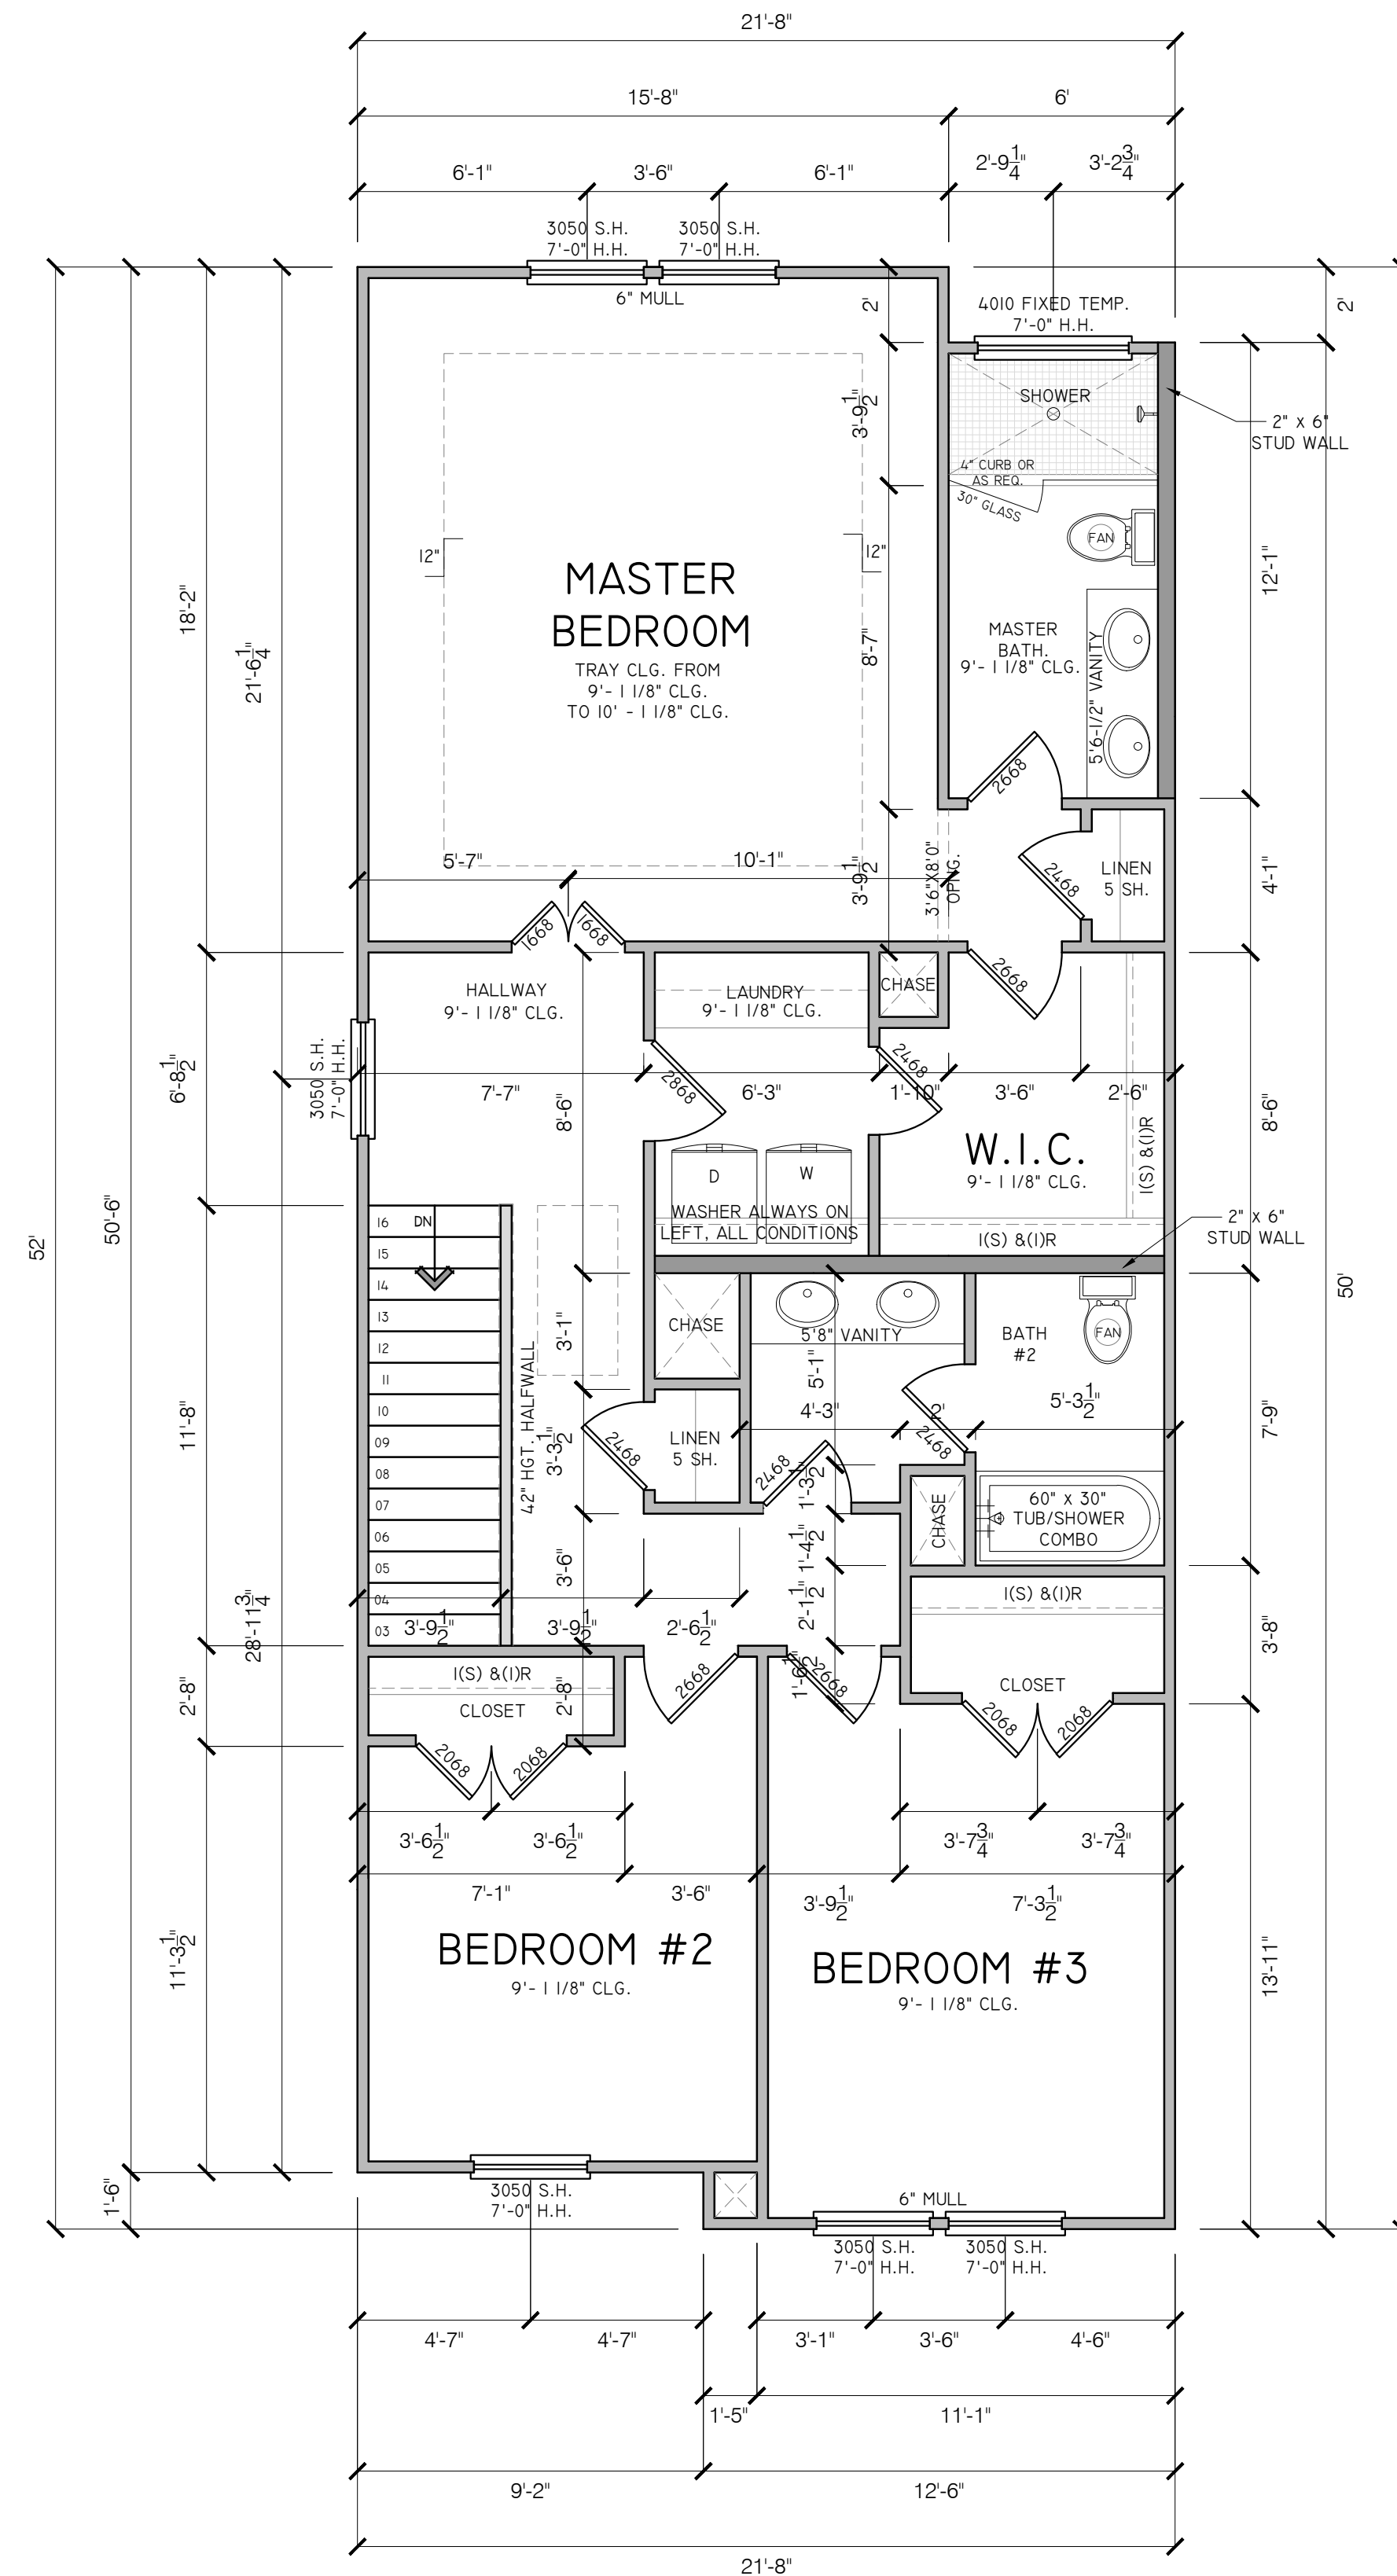 21'-8"
15'-8"
6'
6'-1"
3'-6"
6'-1"
2'-9 1/4"
3'-2 3/4"
3050 S.H.
7'-0" H.H.
3050 S.H.
7'-0" H.H.
6" MULL
4010 FIXED TEMP.
7'-0" H.H.
2'
2'
SHOWER
2" x 6"
STUD WALL
3'-9 1/2"
4" CURB OR
AS REQ.
30" GLASS
FAN
12"
12"
MASTER
BEDROOM
TRAY CLG. FROM
9'- 1 1/8" CLG.
TO 10' - 1 1/8" CLG.
12'-1"
18'-2"
21'-6 1/4"
8'-7"
MASTER
BATH.
9'- 1 1/8" CLG.
5'6-1/2" VANITY
2668
5'-7"
10'-1"
3'-9 1/2"
3'6"X8'0"
OPNG.
2468
LINEN
5 SH.
4'-1"
1668
1668
HALLWAY
9'- 1 1/8" CLG.
LAUNDRY
9'- 1 1/8" CLG.
CHASE
2668
3050 S.H.
7'-0" H.H.
6'-8 1/2"
7'-7"
8'-6"
2868
6'-3"
2468
1'-10"
3'-6"
2'-6"
8'-6"
W.I.C.
9'- 1 1/8" CLG.
1(S) &(1)R
D
W
WASHER ALWAYS ON
LEFT, ALL CONDITIONS
1(S) &(1)R
2" x 6"
STUD WALL
52'
50'-6"
50'
16
DN
15
14
13
12
11
10
09
08
07
06
05
04
03
42" HGT. HALFWALL
11'-8"
3'-1"
CHASE
5'8" VANITY
BATH
#2
FAN
5'-1"
4'-3"
2'
5'-3 1/2"
7'-9"
2468
3'-3 1/2"
2468
LINEN
5 SH.
2468
1'-3 1/2"
CHASE
60" x 30"
TUB/SHOWER
COMBO
1'-4 1/2"
3'-6"
2'-1 1/2"
1(S) &(1)R
28'-11 3/4"
3'-9 1/2"
3'-9 1/2"
2'-6 1/2"
3'-8"
1(S) &(1)R
CLOSET
2'-8"
2'-8"
2668
1'-6 1/2"
2668
CLOSET
2068
2068
2068
2068
3'-6 1/2"
3'-6 1/2"
3'-7 3/4"
3'-7 3/4"
7'-1"
3'-6"
3'-9 1/2"
7'-3 1/2"
11'-3 1/2"
BEDROOM #2
9'- 1 1/8" CLG.
BEDROOM #3
9'- 1 1/8" CLG.
13'-11"
1'-6"
3050 S.H.
7'-0" H.H.
6" MULL
3050 S.H.
7'-0" H.H.
3050 S.H.
7'-0" H.H.
4'-7"
4'-7"
3'-1"
3'-6"
4'-6"
1'-5"
11'-1"
9'-2"
12'-6"
21'-8"